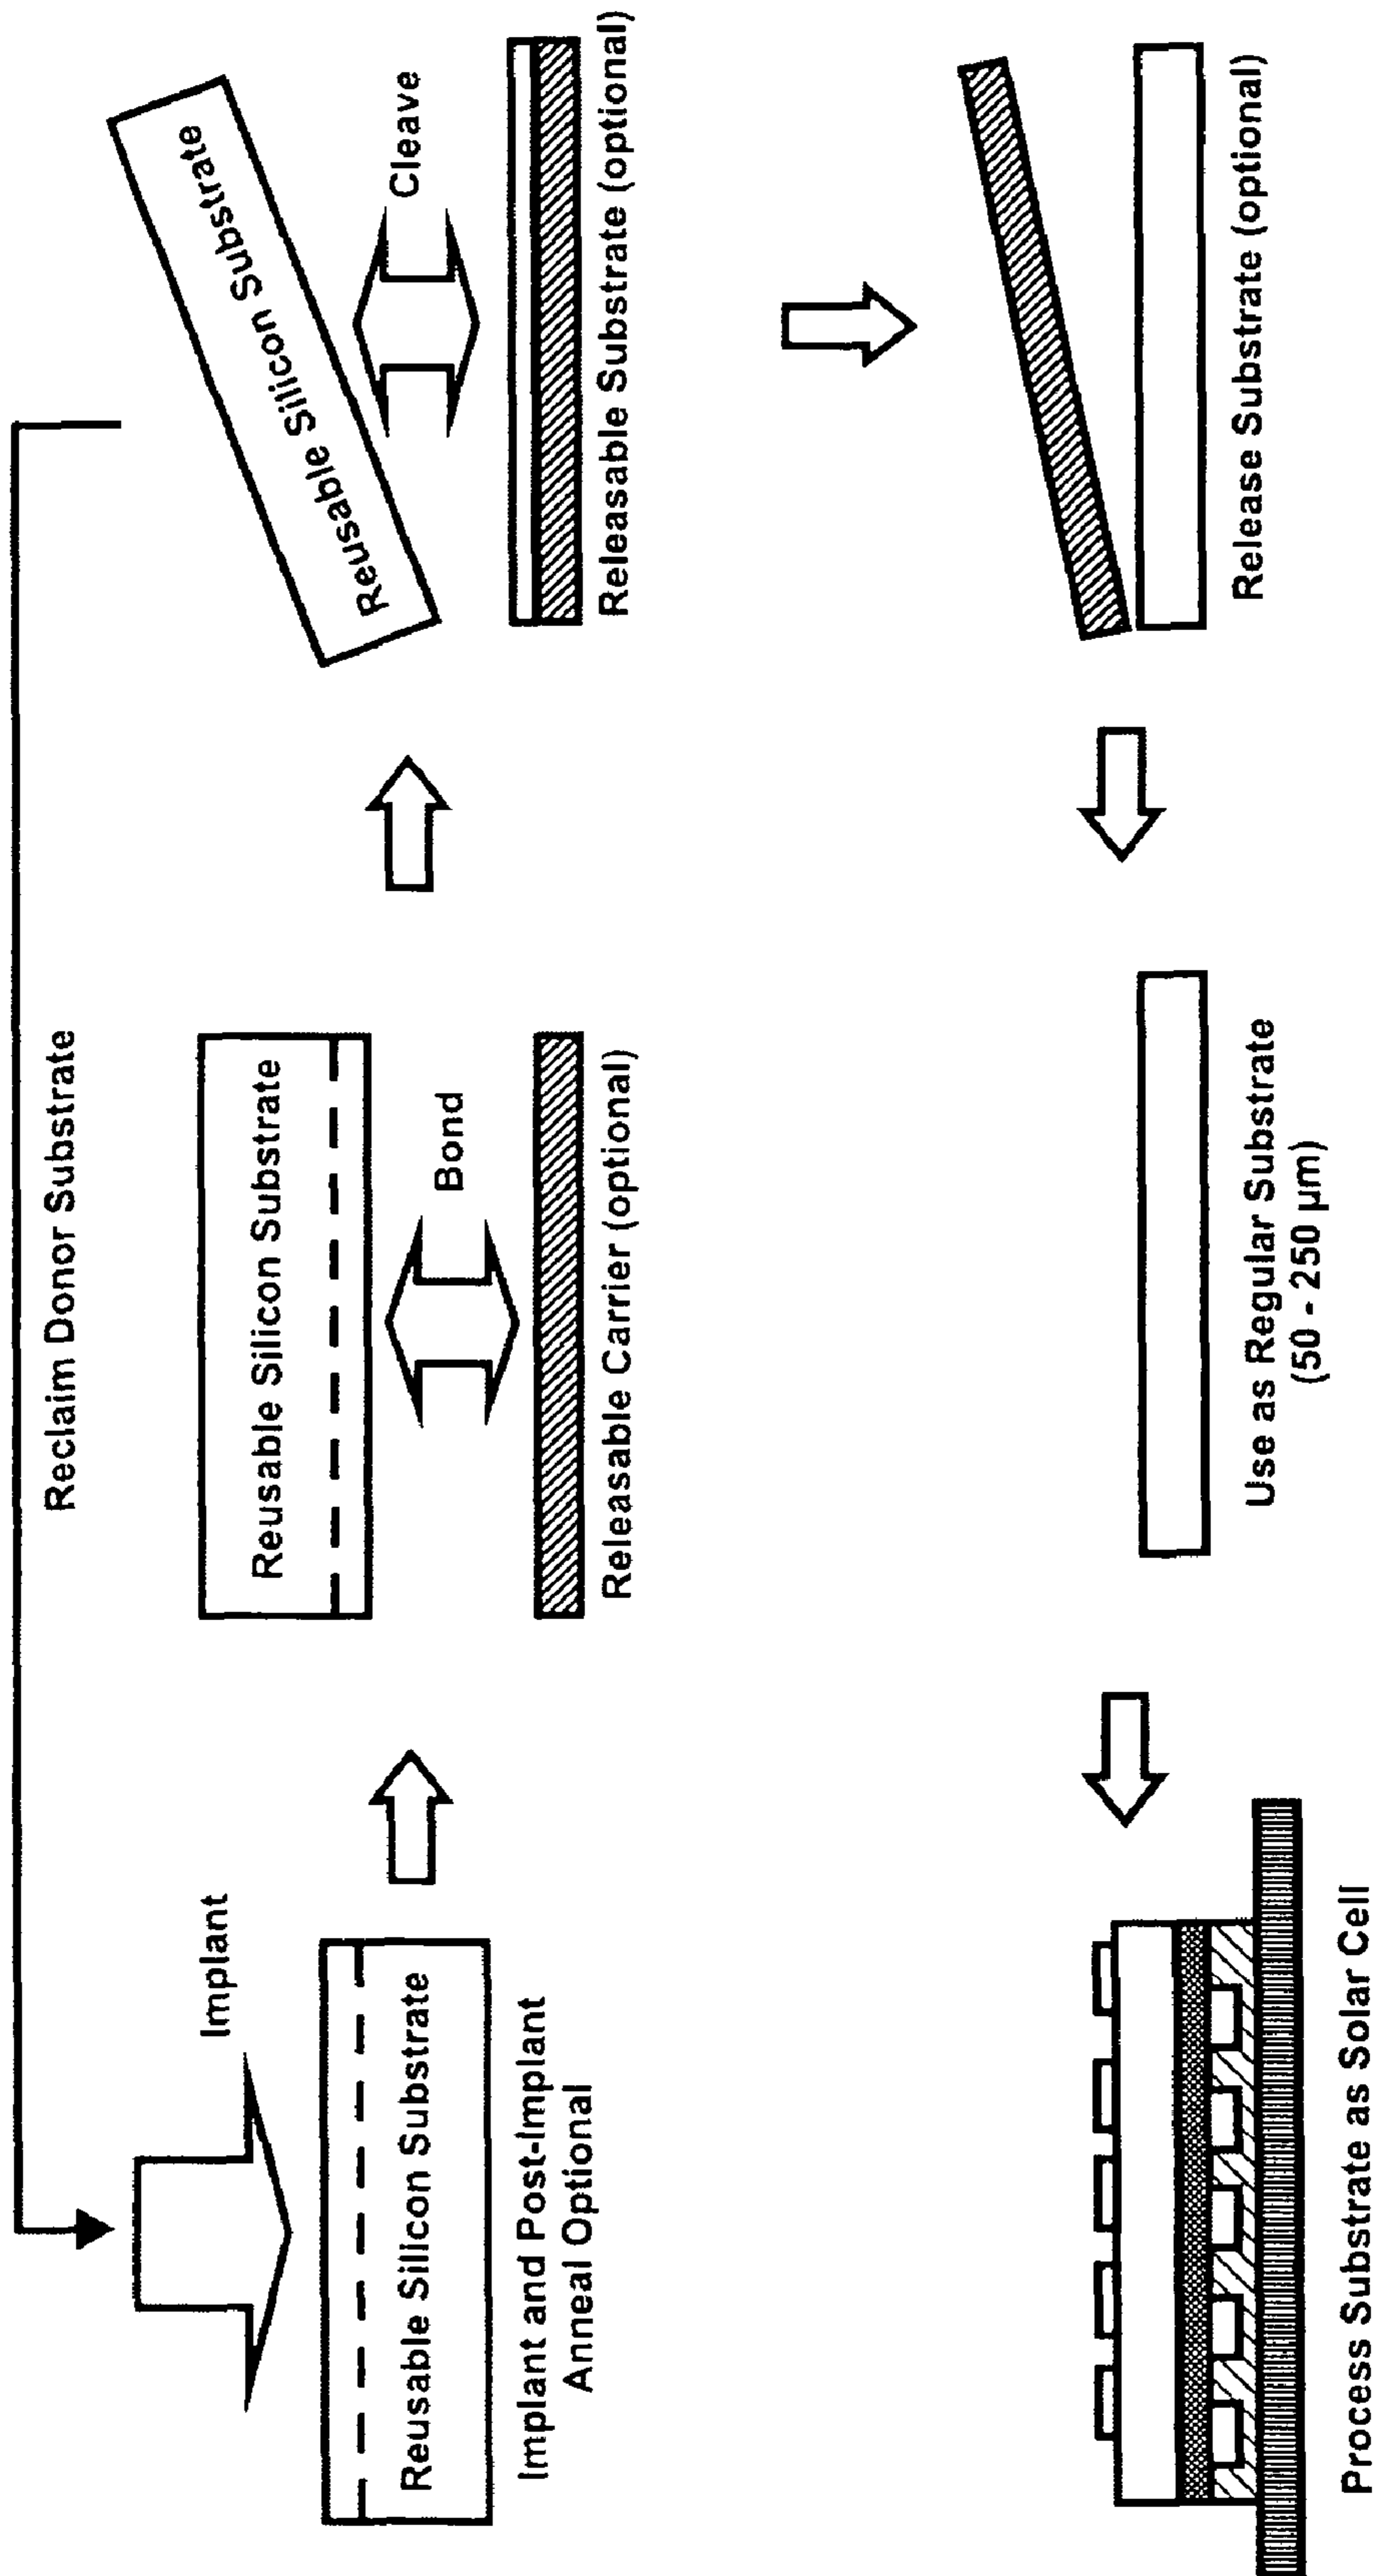 Reclaim Donor Substrate
Implant
Reusable Silicon Substrate
Implant and Post-Implant
Anneal Optional
Reusable Silicon Substrate
Bond
Releasable Carrier (optional)
Reusable Silicon Substrate
Cleave
Releasable Substrate (optional)
Release Substrate (optional)
Use as Regular Substrate
(50 - 250 µm)
Process Substrate as Solar Cell